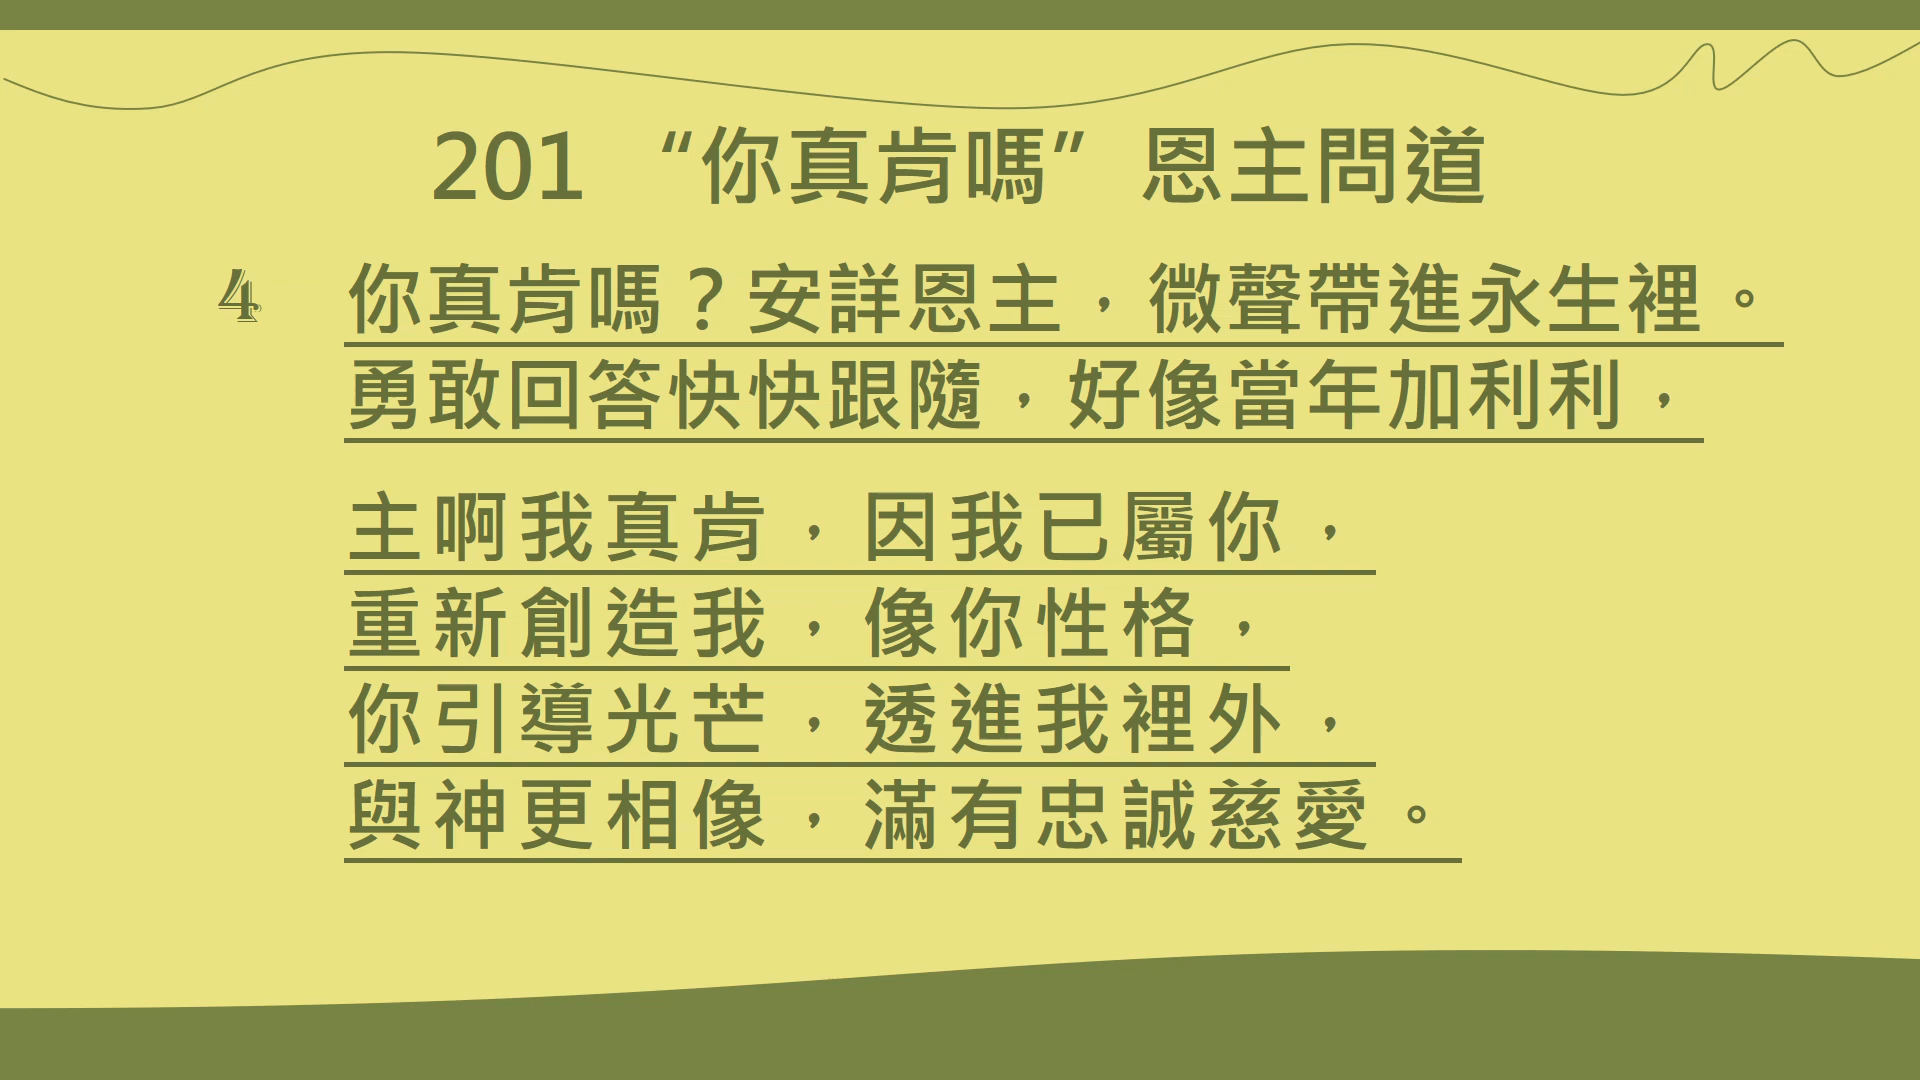 201 “你真肯嗎” 恩主問道
4 你真肯嗎？安詳恩主，微聲帶進永生裡。
勇敢回答快快跟隨，好像當年加利利，
主啊我真肯，因我已屬你，
重新創造我，像你性格，
你引導光芒，透進我裡外，
與神更相像，滿有忠誠慈愛。